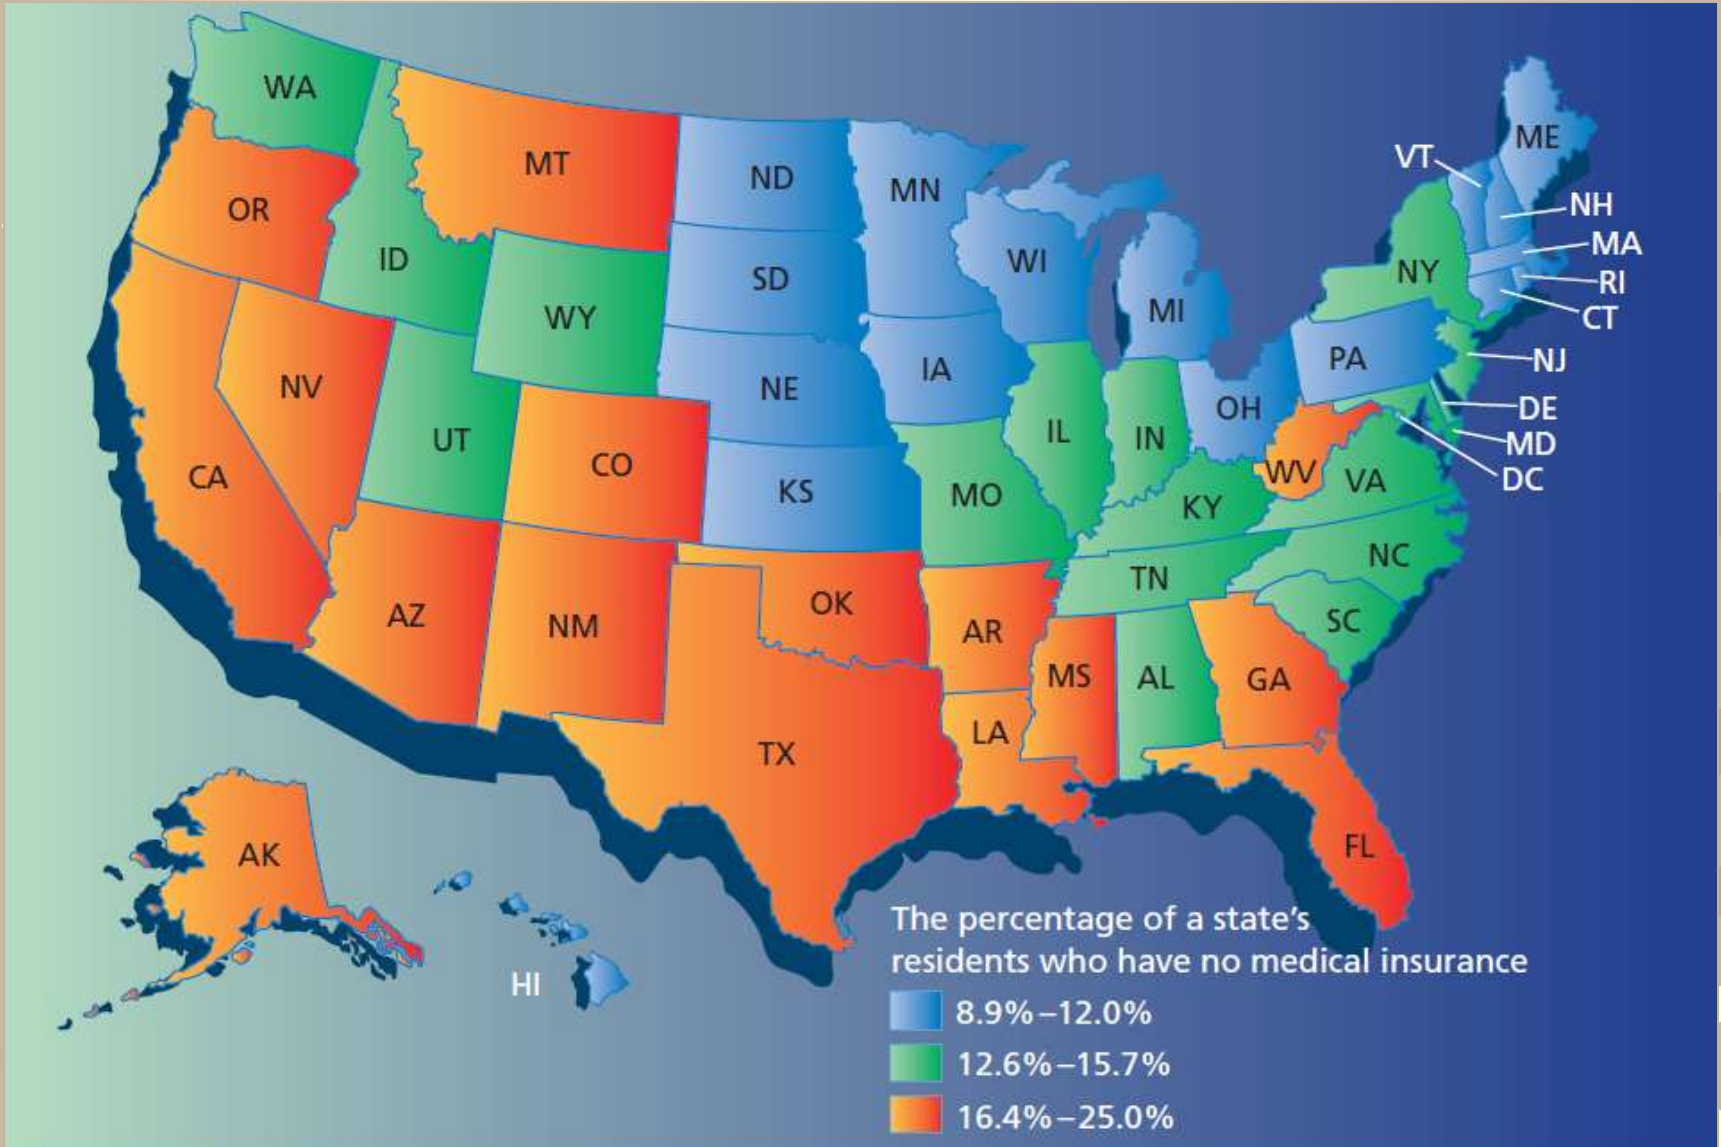 WA
ME
VT
MT
ND
MN
NH
OR
MA
ID
WI
NY
SD
RI
WY
MI
CT
PA
NJ
IA
NV
NE
OH
DE
UT
IL
IN
MD
CO
WV
CA
KS
VA
DC
MO
KY
NC
TN
OK
AZ
NM
AR
SC
MS
AL
GA
LA
TX
FL
AK
HI
The percentage of a state's
residents who have no medical insurance
8.9%–12.0%
12.6%–15.7%
16.4%–25.0%